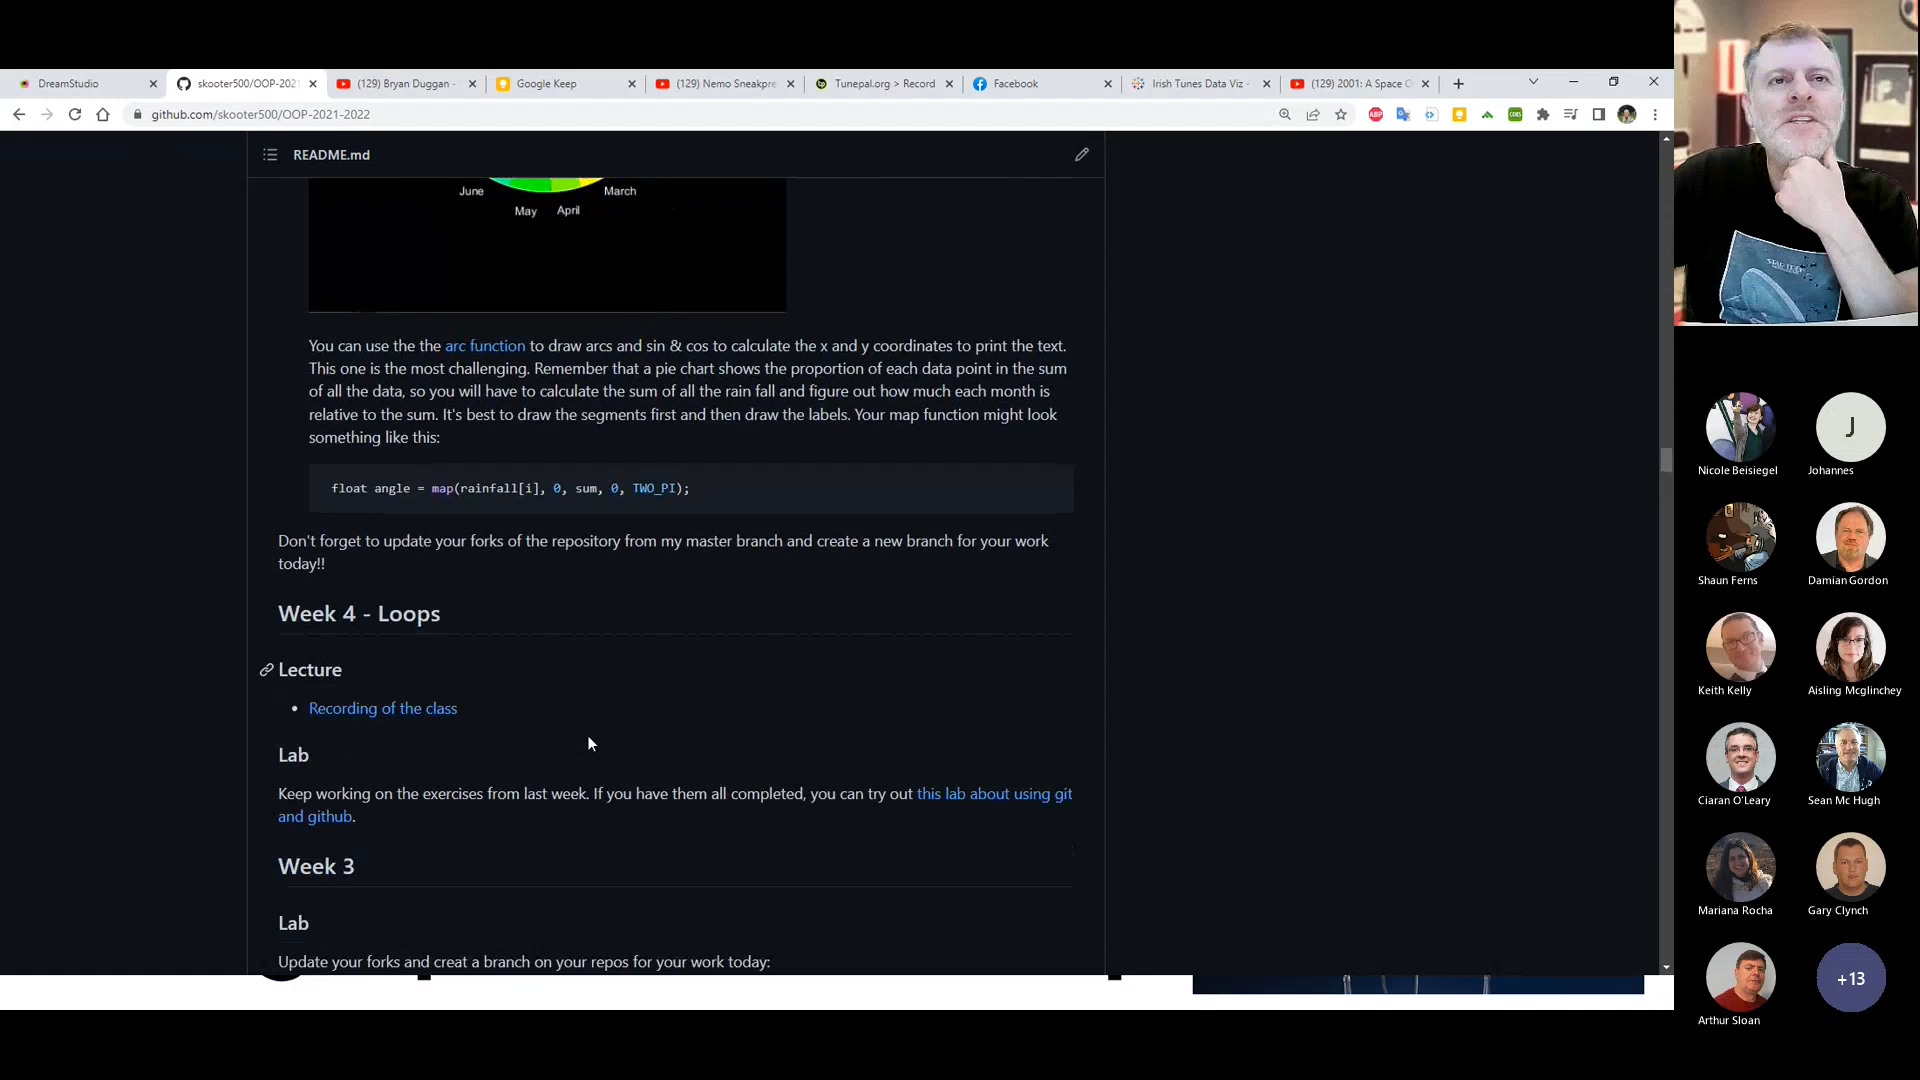 DreamStudio
skooter500/OOP-2021
(129) Bryan Duggan -
Google Keep
(129) Nemo Sneakpre
Tunepal.org > Record
Facebook
Irish Tunes Data Viz -
(129) 2001: A Space O
github.com/skooter500/OOP-2021-2022
ABP
README.md
June
March
May
April
You can use the the arc function to draw arcs and sin & cos to calculate the x and y coordinates to print the text.
This one is the most challenging. Remember that a pie chart shows the proportion of each data point in the sum
of all the data, so you will have to calculate the sum of all the rain fall and figure out how much each month is
relative to the sum. It's best to draw the segments first and then draw the labels. Your map function might look
something like this:
float angle = map(rainfall[i], 0, sum, 0, TWO_PI);
Don't forget to update your forks of the repository from my master branch and create a new branch for your work
today!!
Week 4 - Loops
Lecture
• Recording of the class
Lab
Keep working on the exercises from last week. If you have them all completed, you can try out this lab about using git
and github.
Week 3
Lab
Update your forks and creat a branch on your repos for your work today:
STAR TREK
Nicole Beisiegel
J
Johannes
Shaun Ferns
Damian Gordon
Keith Kelly
Aisling Mcglinchey
Ciaran O'Leary
Sean Mc Hugh
Mariana Rocha
Gary Clynch
Arthur Sloan
+13